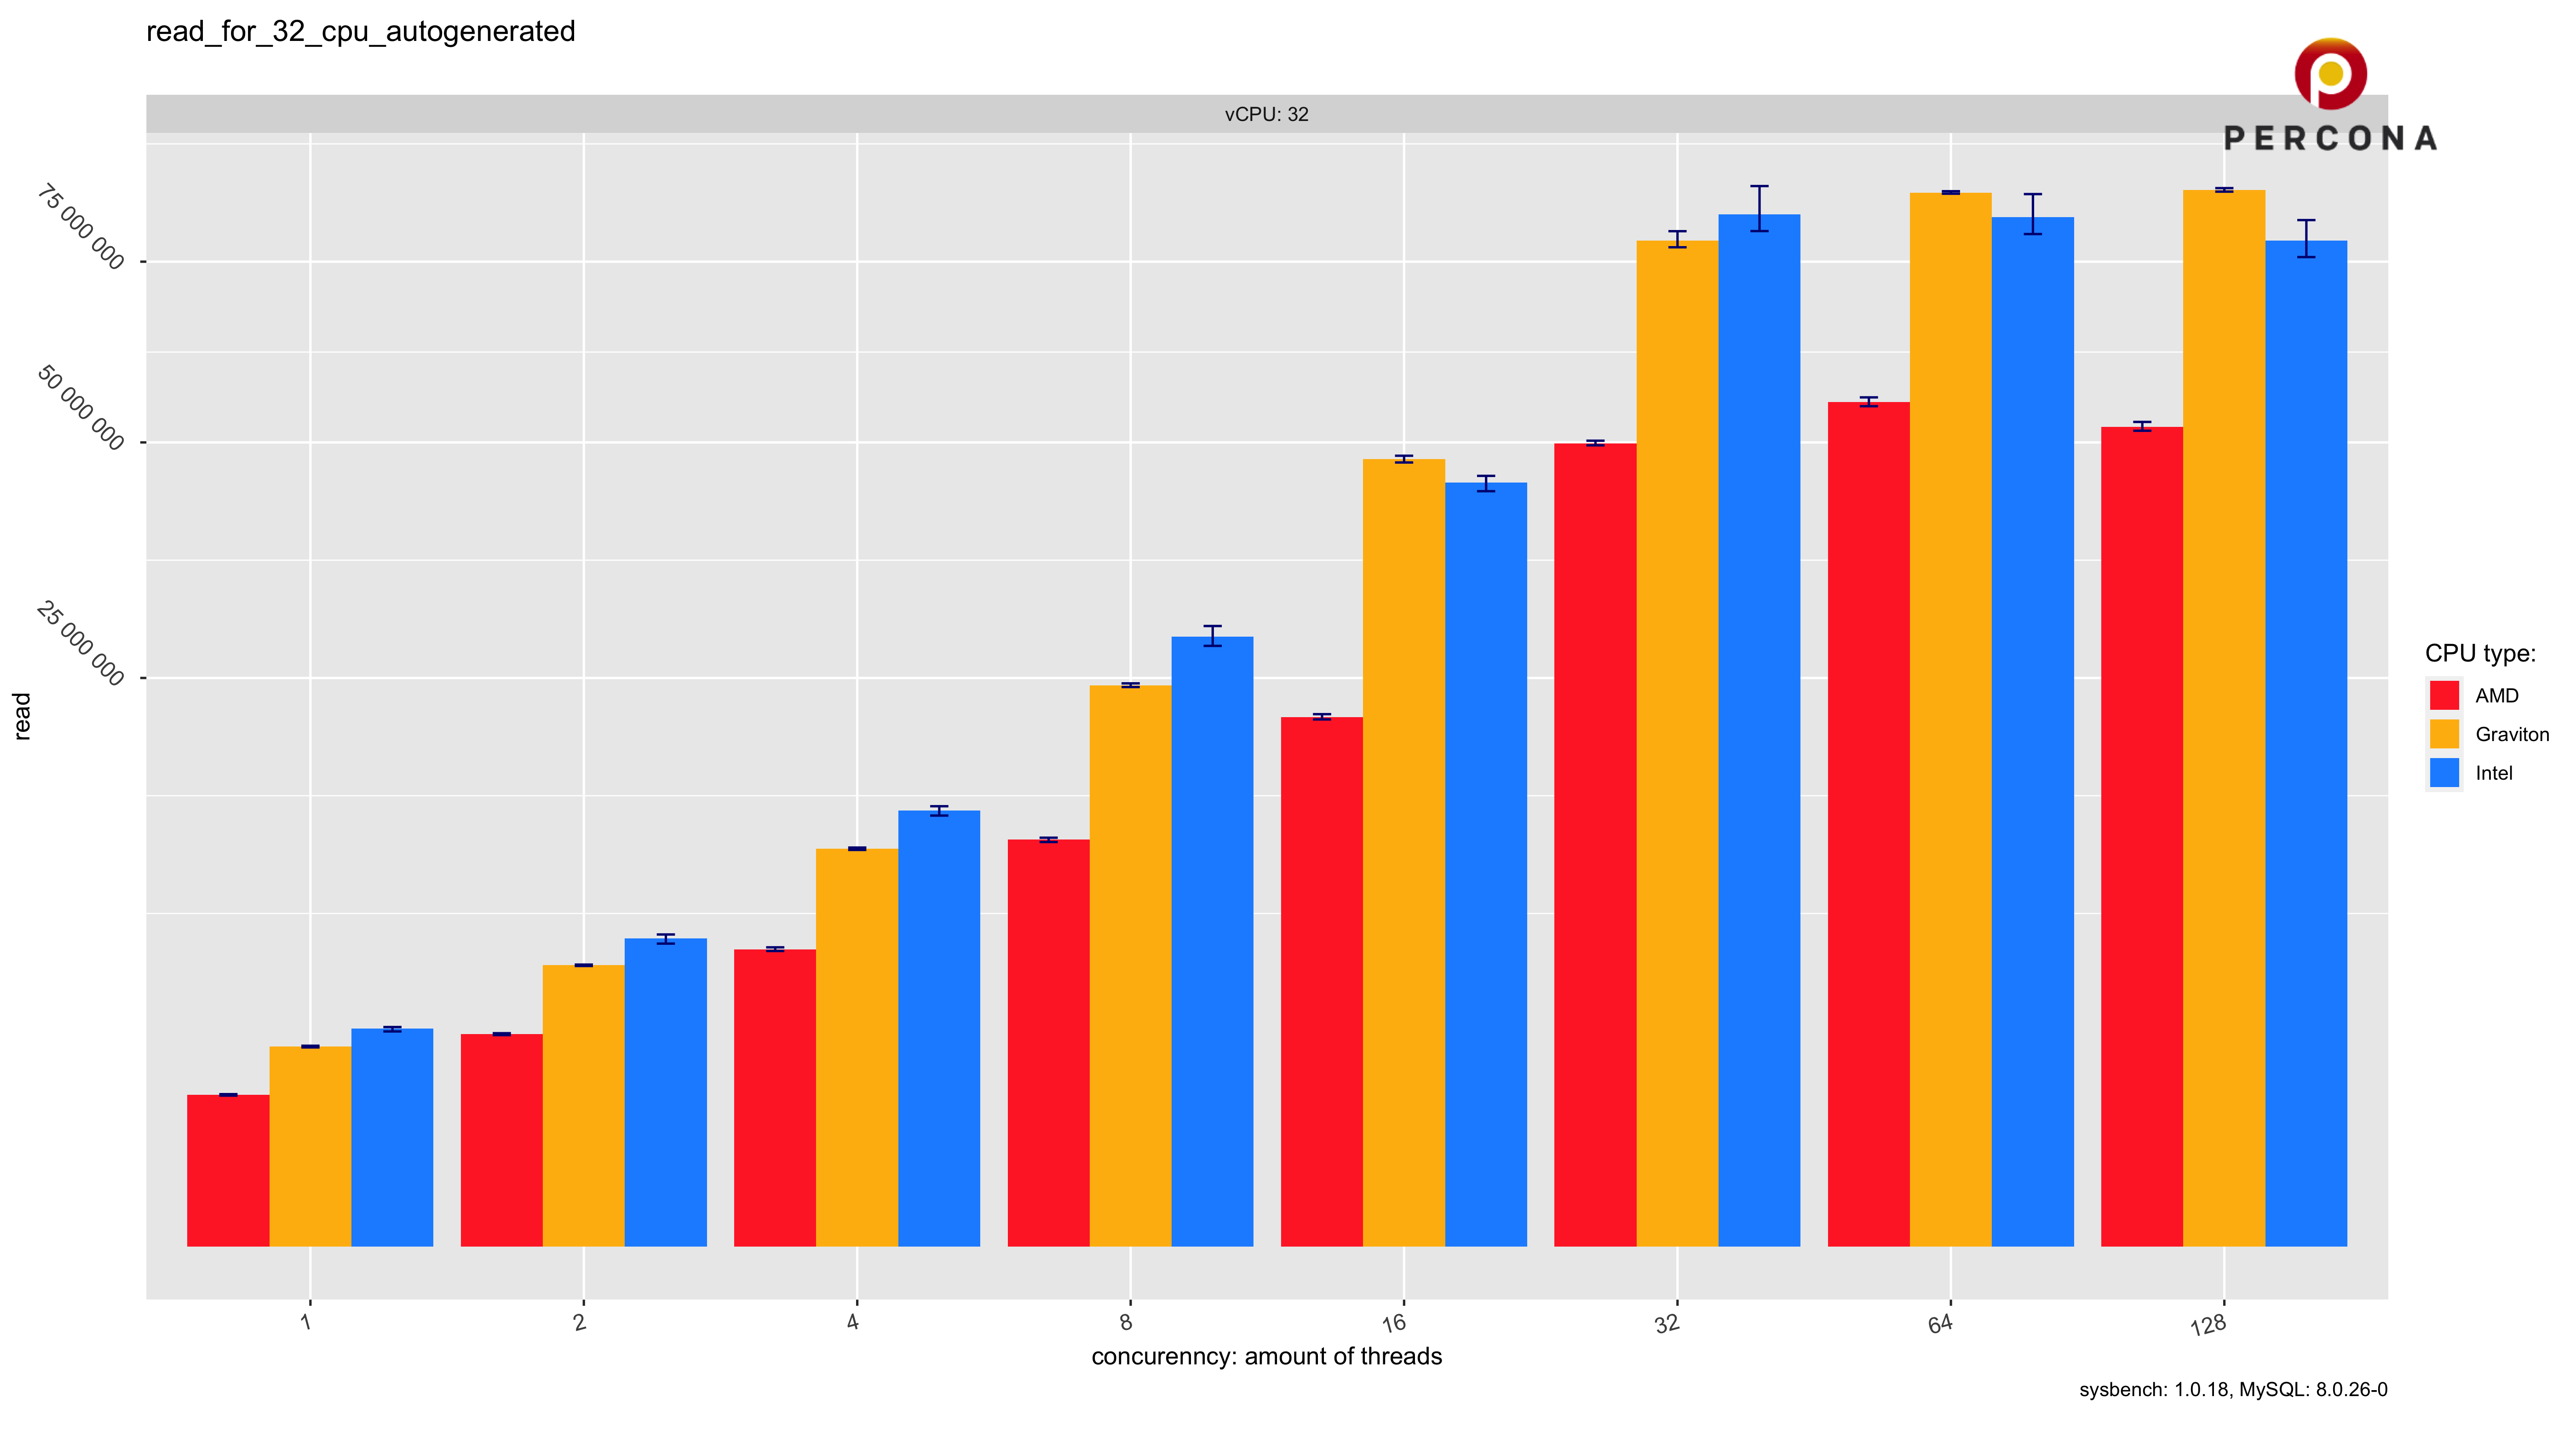 read_for_32_cpu_autogenerated
PERCONA
vCPU: 32
75 000 000
50 000 000
25 000 000
read
CPU type:
AMD
Graviton
Intel
1 2 4 8 16 32 64 128
concurenncy: amount of threads
sysbench: 1.0.18, MySQL: 8.0.26-0